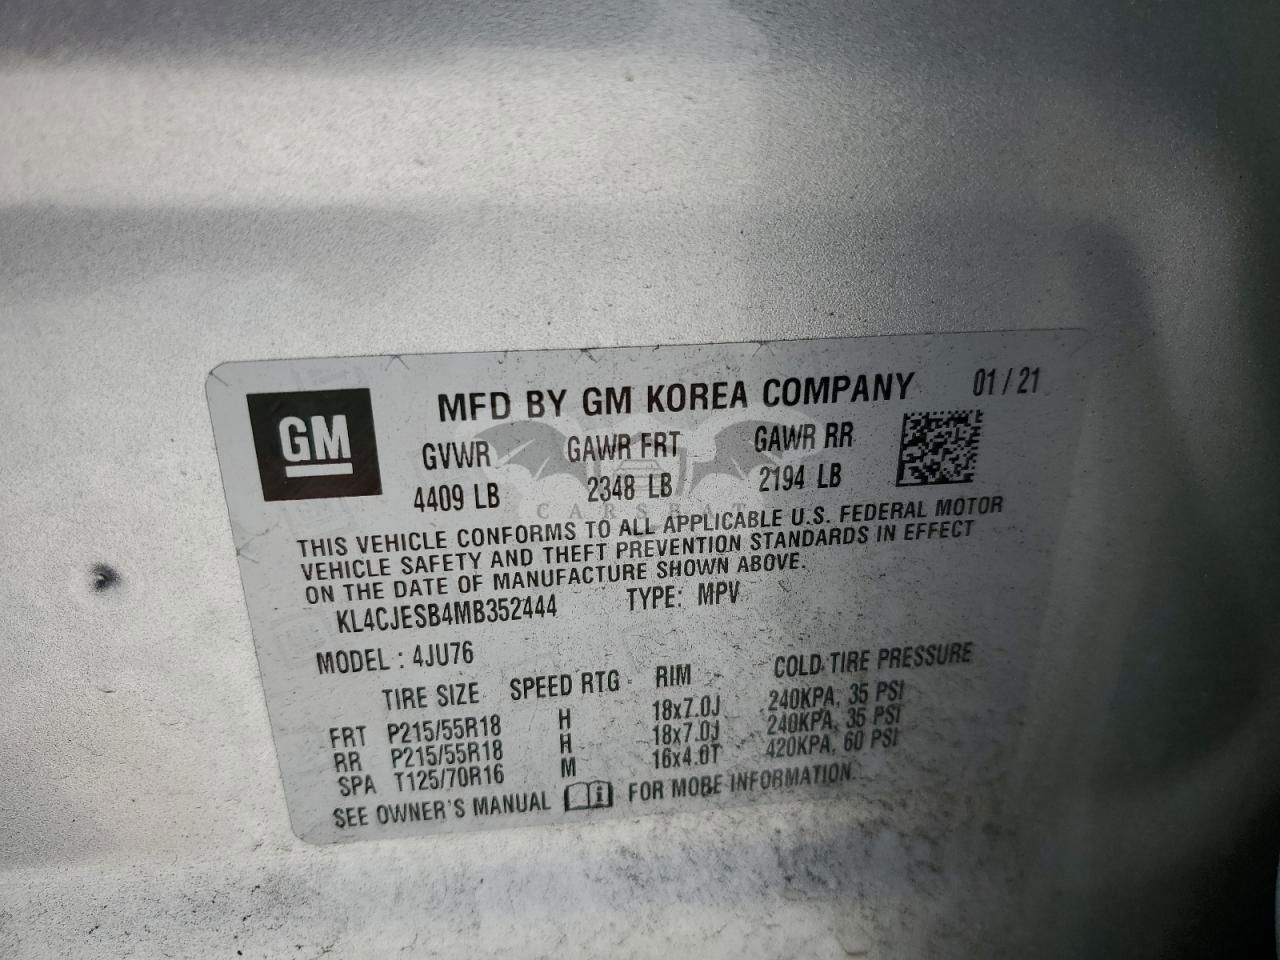 GM
MFD BY GM KOREA COMPANY 01/21
GVWR GAWR FRT GAWR RR
4409 LB 2348 LB 2194 LB
CARSBAT
THIS VEHICLE CONFORMS TO ALL APPLICABLE U.S. FEDERAL MOTOR
VEHICLE SAFETY AND THEFT PREVENTION STANDARDS IN EFFECT
ON THE DATE OF MANUFACTURE SHOWN ABOVE.
KL4CJESB4MB352444 TYPE: MPV
MODEL: 4JU76
TIRE SIZE SPEED RTG RIM COLD TIRE PRESSURE
FRT P215/55R18 H 18x7.0J 240KPA, 35 PSI
RR P215/55R18 H 18x7.0J 240KPA, 35 PSI
SPA T125/70R16 M 16x4.0T 420KPA, 60 PSI
SEE OWNER'S MANUAL i FOR MORE INFORMATION.